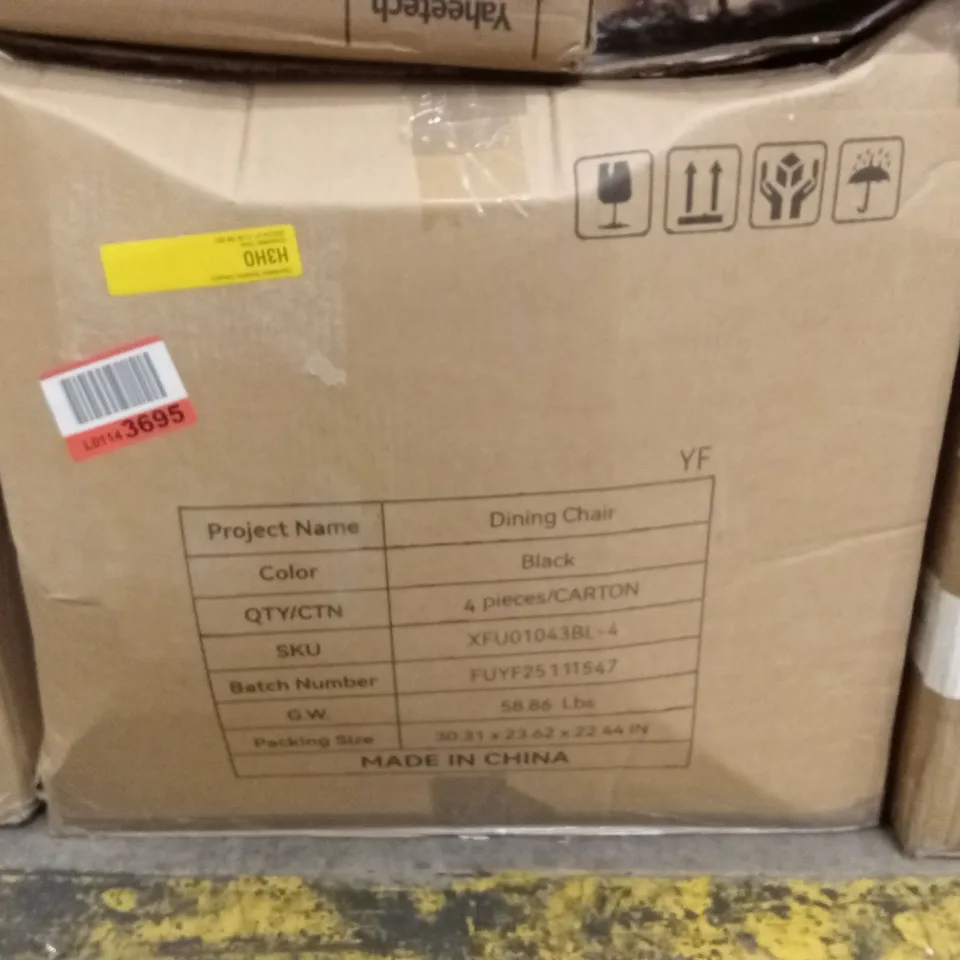 Yaheetech
H3HO
L0114 3695
YF
Project Name Dining Chair
Color Black
QTY/CTN 4 pieces/CARTON
SKU XFU01043BL-4
Batch Number FUYF25111547
G.W. 58.86 Lbs
Packing Size 30.31 x 23.62 x 22.44 IN
MADE IN CHINA